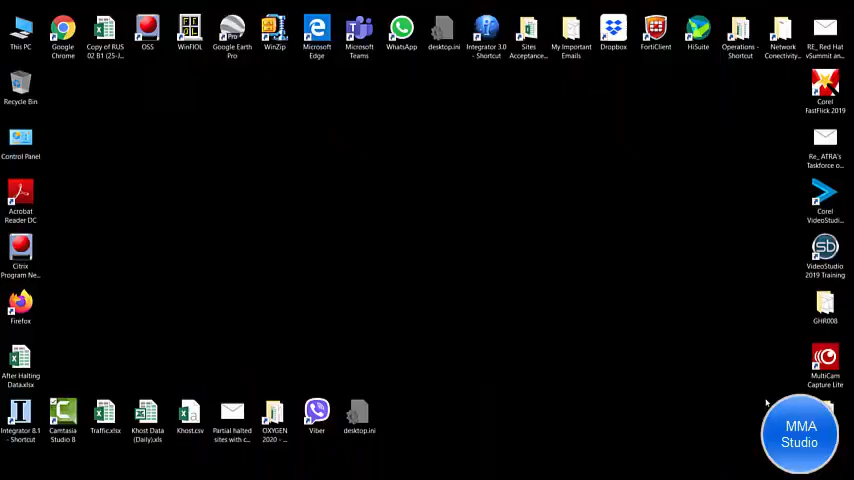 This PC
Google
Chrome
Copy of RUS
02 B1 (25-J...
OSS
WinFIOL
Google Earth
Pro
WinZip
Microsoft
Edge
Microsoft
Teams
WhatsApp
desktop.ini
Integrator 3.0
- Shortcut
Sites
Acceptance...
My Important
Emails
Dropbox
FortiClient
HiSuite
Operations -
Shortcut
Network
Conectivity...
RE_ Red Hat
vSummit an...
Recycle Bin
Corel
FastFlick 2019
Control Panel
Re_ ATRA's
Taskforce o...
Acrobat
Reader DC
Corel
VideoStudi...
Citrix
Program Ne...
sb
VideoStudio
2019 Training
Firefox
GHR008
After Halting
Data.xlsx
MultiCam
Capture Lite
Integrator 8.1
- Shortcut
Camtasia
Studio 8
Traffic.xlsx
Khost Data
(Daily).xls
Khost.csv
Partial halted
sites with c...
OXYGEN
2020 - ...
Viber
desktop.ini
MMA
Studio